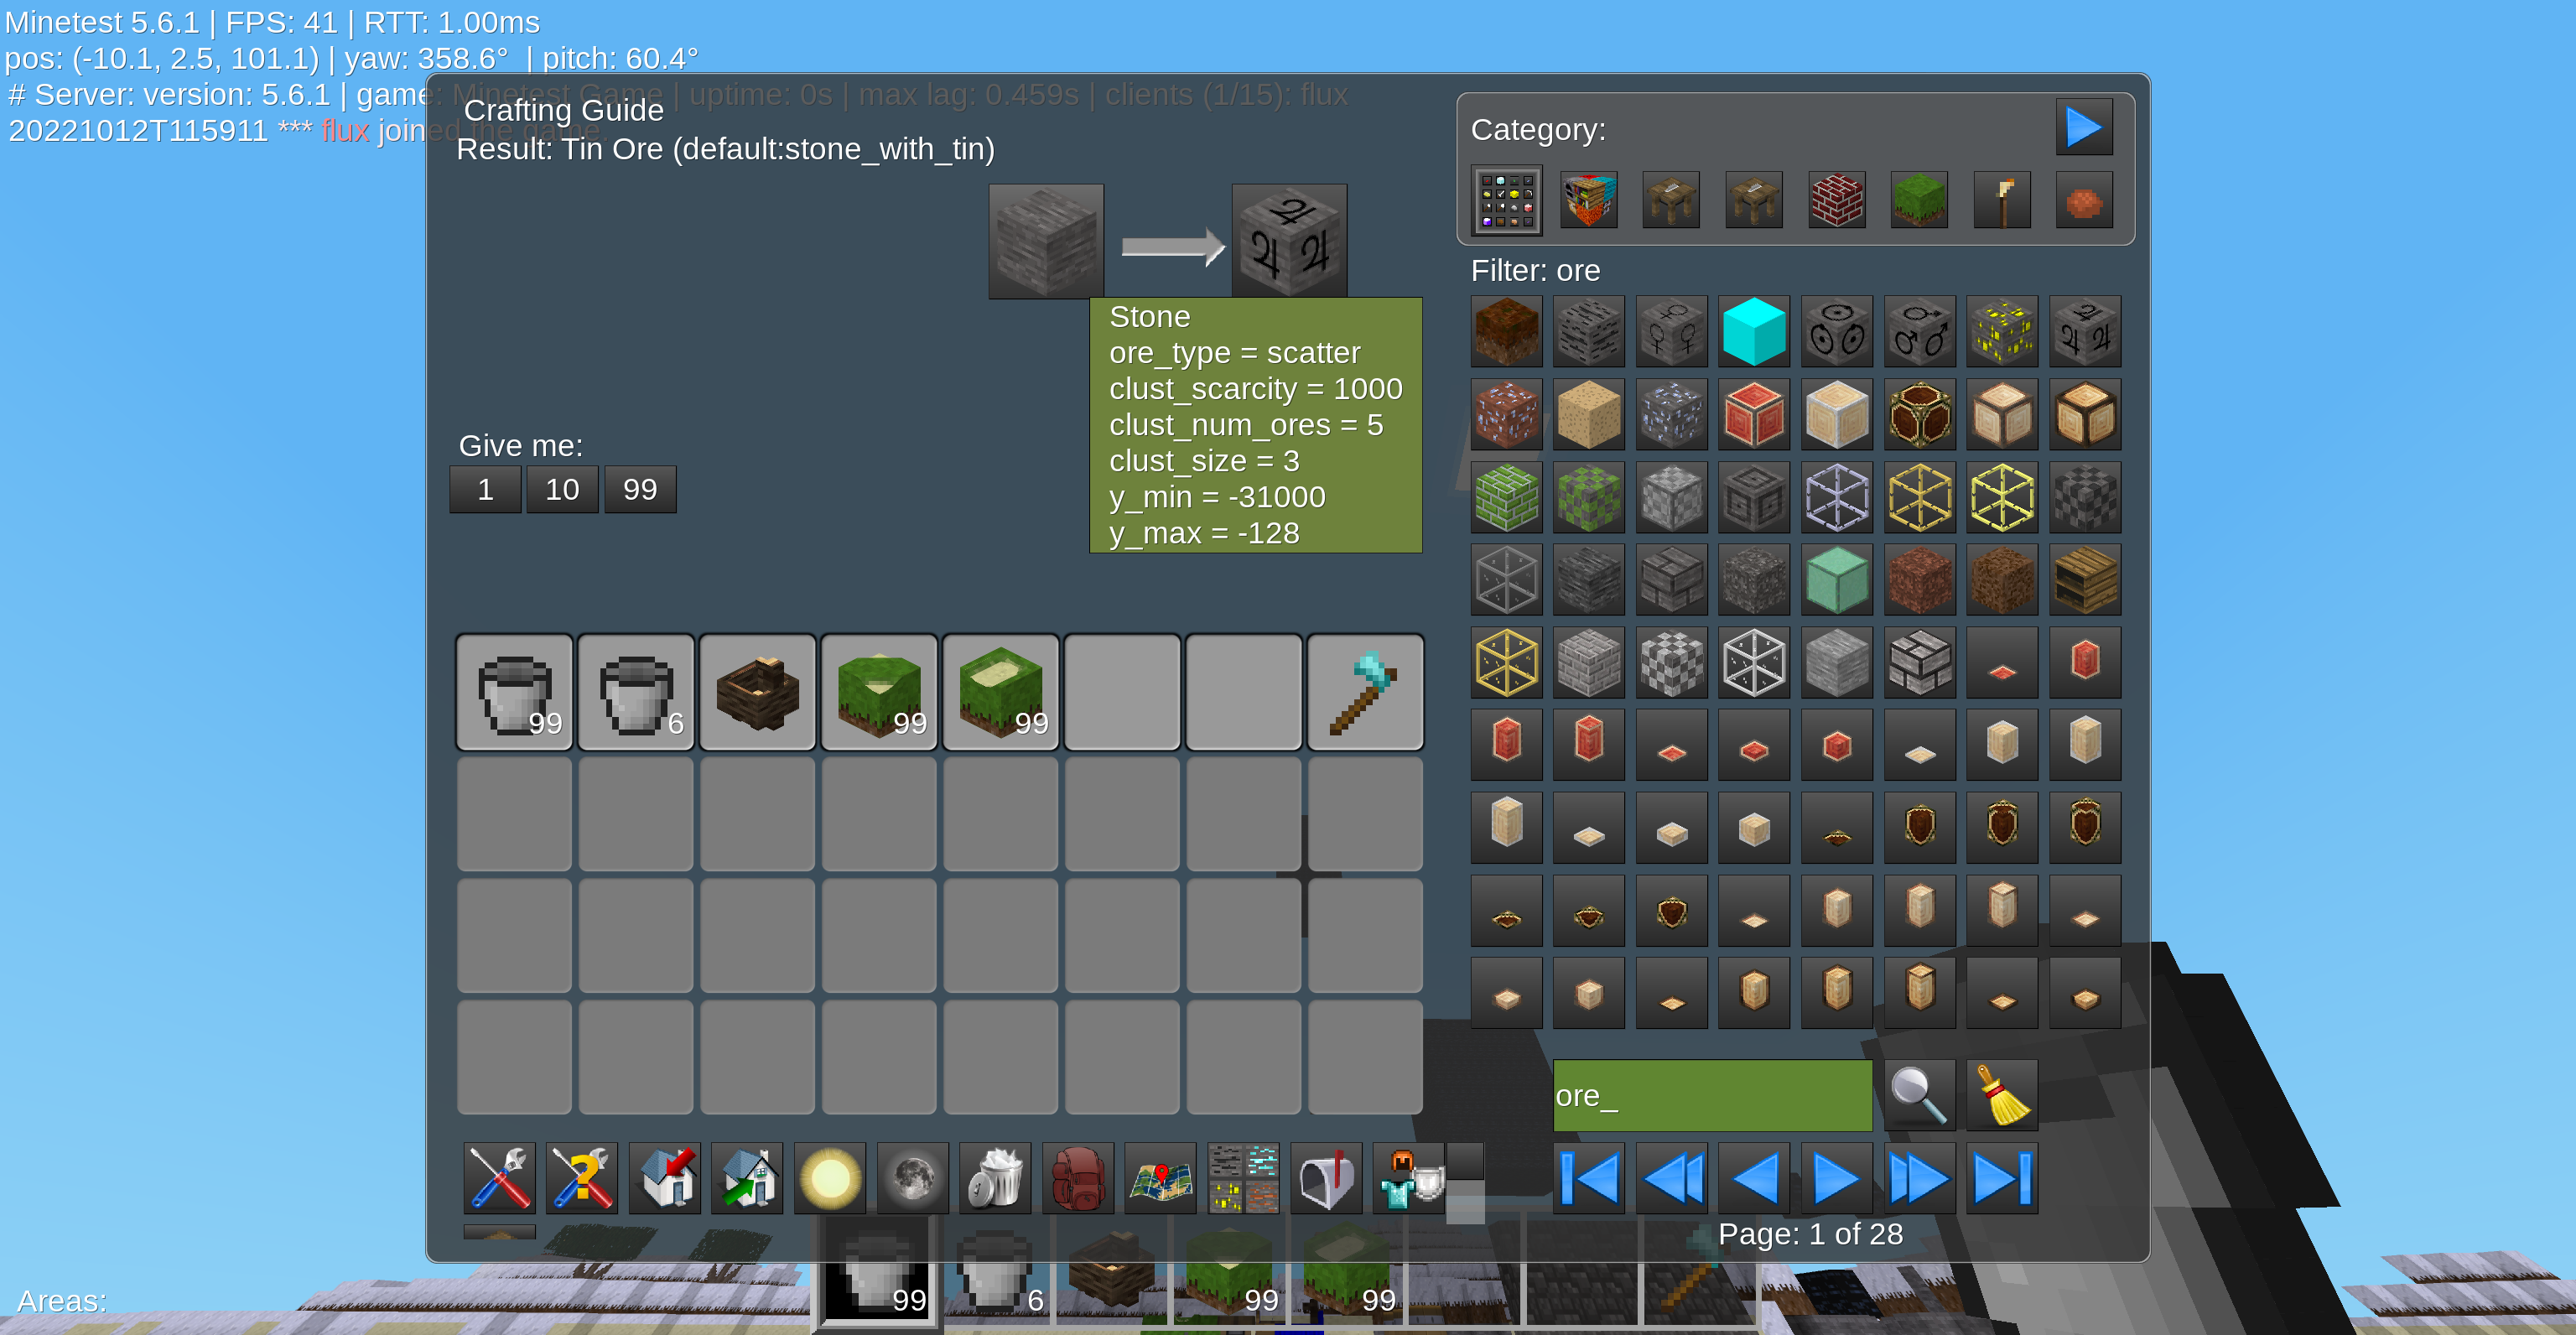 Minetest 5.6.1 | FPS: 41 | RTT: 1.00ms
pos: (-10.1, 2.5, 101.1) | yaw: 358.6° | pitch: 60.4°
# Server: version: 5.6.1 | game: Minetest Game | uptime: 0s | max lag: 0.459s | clients (1/15): flux
20221012T115911 *** flux joined the game.
Crafting Guide
Result: Tin Ore (default:stone_with_tin)
Stone
ore_type = scatter
clust_scarcity = 1000
clust_num_ores = 5
clust_size = 3
y_min = -31000
y_max = -128
Give me:
1 10 99
99 6 99 99
Category:
Filter: ore
ore_
Page: 1 of 28
Areas:
99 6 99 99